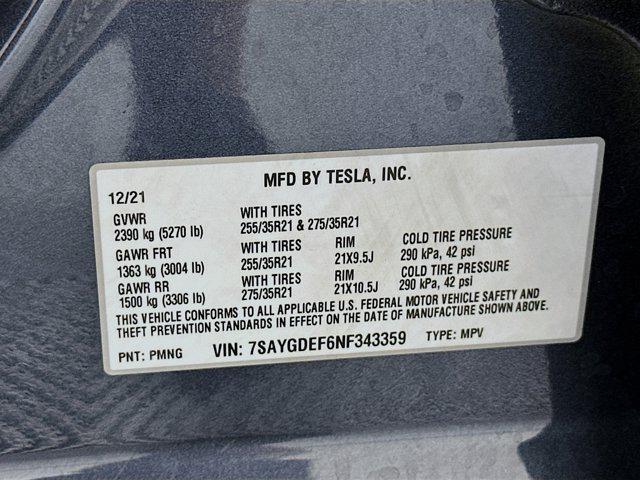 MFD BY TESLA, INC.
12/21
GVWR WITH TIRES
2390 kg (5270 lb) 255/35R21 & 275/35R21
GAWR FRT WITH TIRES RIM COLD TIRE PRESSURE
1363 kg (3004 lb) 255/35R21 21X9.5J 290 kPa, 42 psi
GAWR RR WITH TIRES RIM COLD TIRE PRESSURE
1500 kg (3306 lb) 275/35R21 21X10.5J 290 kPa, 42 psi
THIS VEHICLE CONFORMS TO ALL APPLICABLE U.S. FEDERAL MOTOR VEHICLE SAFETY AND
THEFT PREVENTION STANDARDS IN EFFECT ON THE DATE OF MANUFACTURE SHOWN ABOVE.
PNT: PMNG VIN: 7SAYGDEF6NF343359 TYPE: MPV